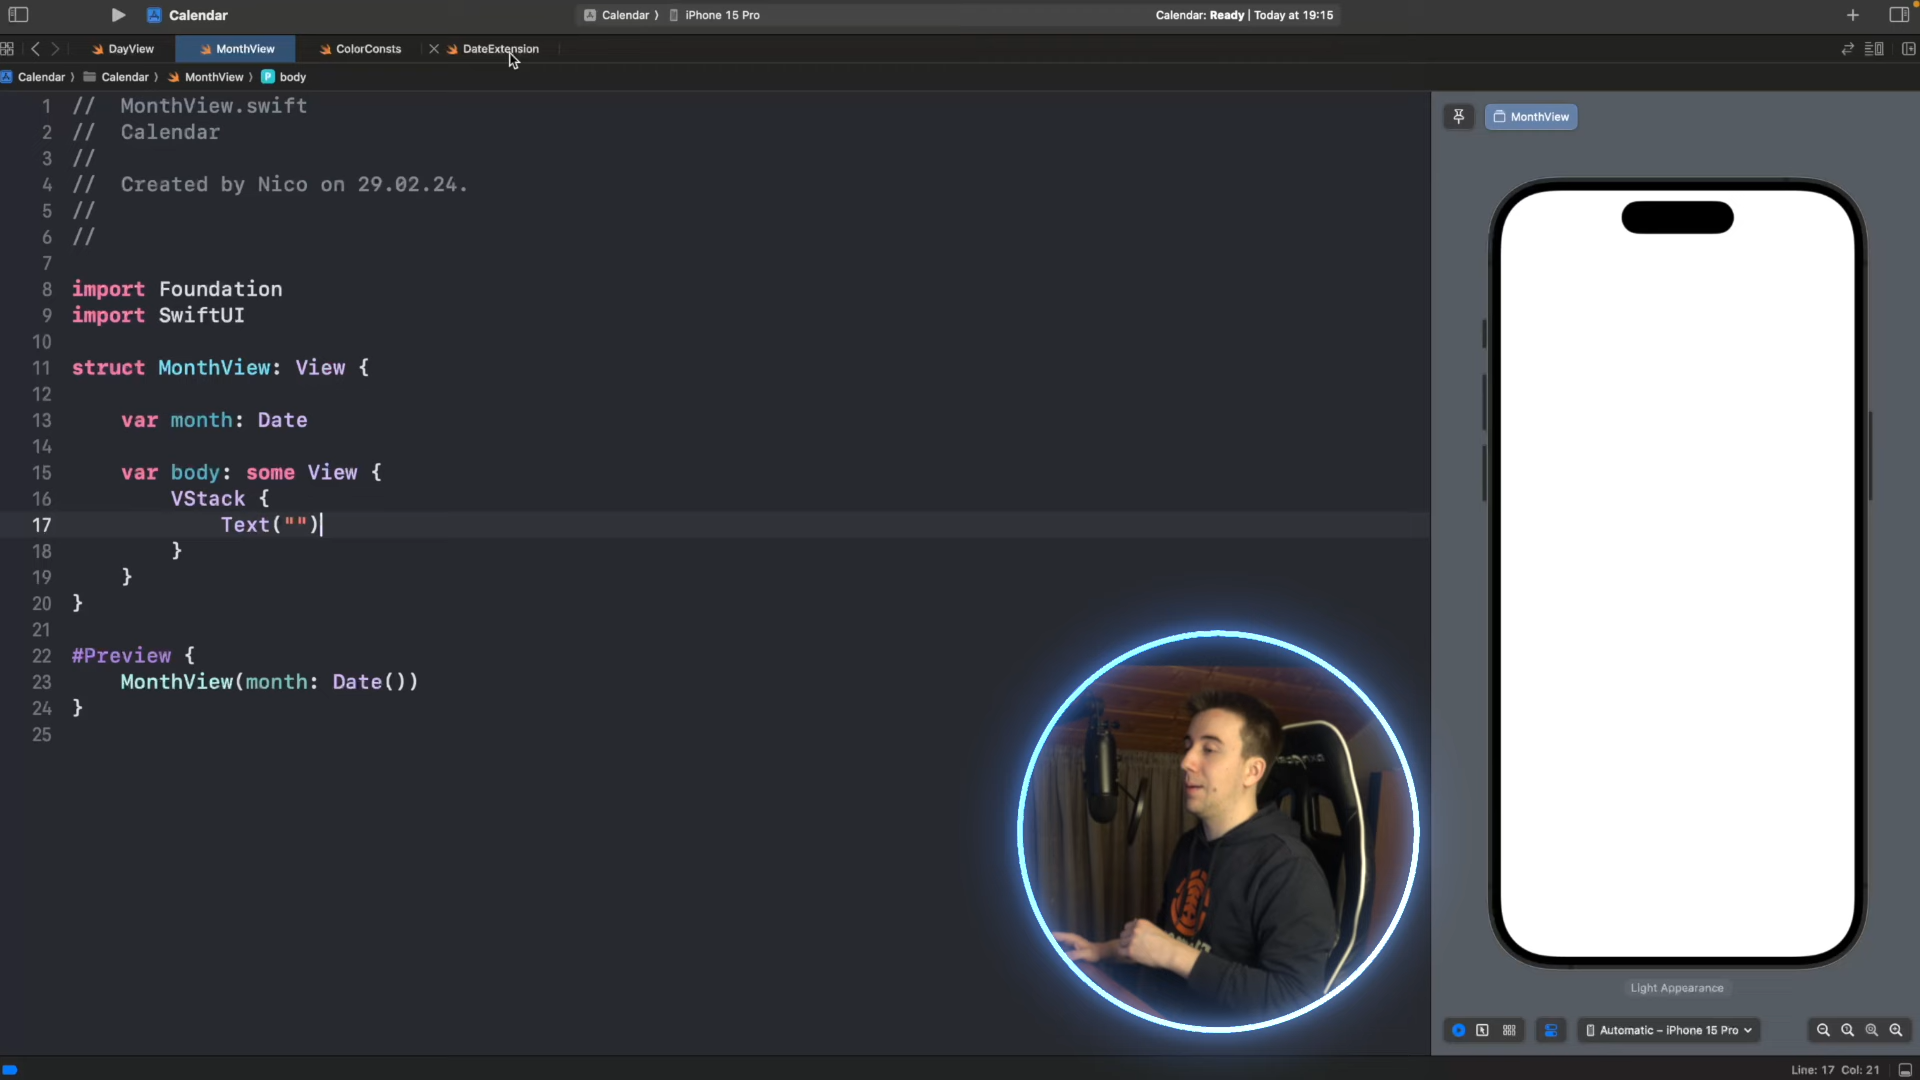 Calendar
Calendar 〉 iPhone 15 Pro
Calendar: Ready | Today at 19:15
DayView
MonthView
ColorConsts
DateExtension
Calendar 〉 Calendar 〉 MonthView 〉 P body
1 // MonthView.swift
2 // Calendar
3 //
4 // Created by Nico on 29.02.24.
5 //
6 //
7
8 import Foundation
9 import SwiftUI
10
11 struct MonthView: View {
12
13 var month: Date
14
15 var body: some View {
16 VStack {
17 Text("")
18 }
19 }
20 }
21
22 #Preview {
23 MonthView(month: Date())
24 }
25
MonthView
Light Appearance
Automatic – iPhone 15 Pro
Line: 17 Col: 21